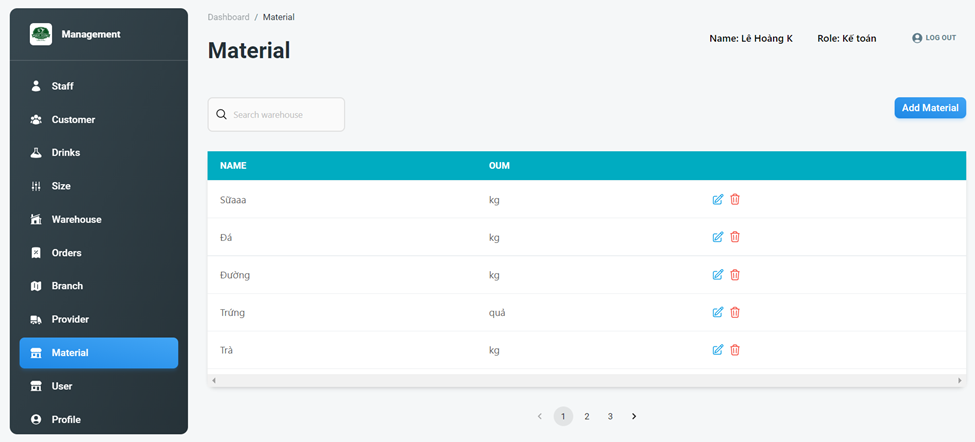 Management
Staff
Customer
Drinks
Size
Warehouse
Orders
Branch
Provider
Material
User
Profile
Dashboard / Material
Material
Name: Lê Hoàng K Role: Kế toán LOG OUT
Search warehouse
Add Material
NAME OUM
Sữaaa kg
Đá kg
Đường kg
Trứng quả
Trà kg
1 2 3